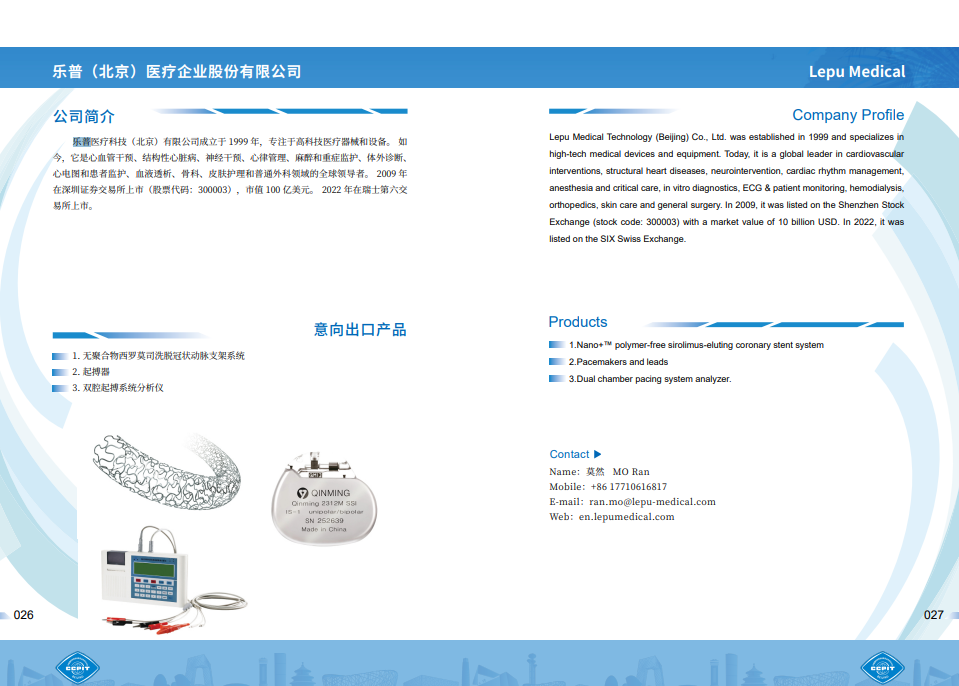 乐普（北京）医疗企业股份有限公司
Lepu Medical
公司简介
乐普医疗科技（北京）有限公司成立于 1999 年，专注于高科技医疗器械和设备。 如
今，它是心血管干预、结构性心脏病、神经干预、心律管理、麻醉和重症监护、体外诊断、
心电图和患者监护、血液透析、骨科、皮肤护理和普通外科领域的全球领导者。 2009 年
在深圳证券交易所上市（股票代码：300003），市值 100 亿美元。 2022 年在瑞士第六交
易所上市。
意向出口产品
1. 无聚合物西罗莫司洗脱冠状动脉支架系统
2. 起搏器
3. 双腔起搏系统分析仪
QINMING
Qinming 2312M SSI
IS-1 unipolar/bipolar
SN 252639
Made in China
026
Company Profile
Lepu Medical Technology (Beijing) Co., Ltd. was established in 1999 and specializes in
high-tech medical devices and equipment. Today, it is a global leader in cardiovascular
interventions, structural heart diseases, neurointervention, cardiac rhythm management,
anesthesia and critical care, in vitro diagnostics, ECG & patient monitoring, hemodialysis,
orthopedics, skin care and general surgery. In 2009, it was listed on the Shenzhen Stock
Exchange (stock code: 300003) with a market value of 10 billion USD. In 2022, it was
listed on the SIX Swiss Exchange.
Products
1.Nano+™ polymer-free sirolimus-eluting coronary stent system
2.Pacemakers and leads
3.Dual chamber pacing system analyzer.
Contact
Name: 莫然 MO Ran
Mobile: +86 17710616817
E-mail: ran.mo@lepu-medical.com
Web: en.lepumedical.com
027
CCPIT
CCPIT